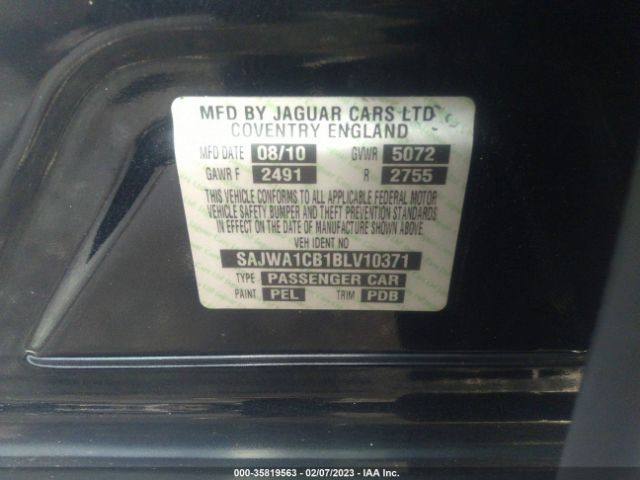 MFD BY JAGUAR CARS LTD
COVENTRY ENGLAND
MFD DATE 08/10 GVWR 5072
GAWR F 2491 R 2755
THIS VEHICLE CONFORMS TO ALL APPLICABLE FEDERAL MOTOR
VEHICLE SAFETY BUMPER AND THEFT PREVENTION STANDARDS
IN EFFECT ON THE DATE OF MANUFACTURE SHOWN ABOVE.
VEH IDENT NO
SAJWA1CB1BLV10371
TYPE PASSENGER CAR
PAINT PEL TRIM PDB
000-35819563 - 02/07/2023 - IAA Inc.